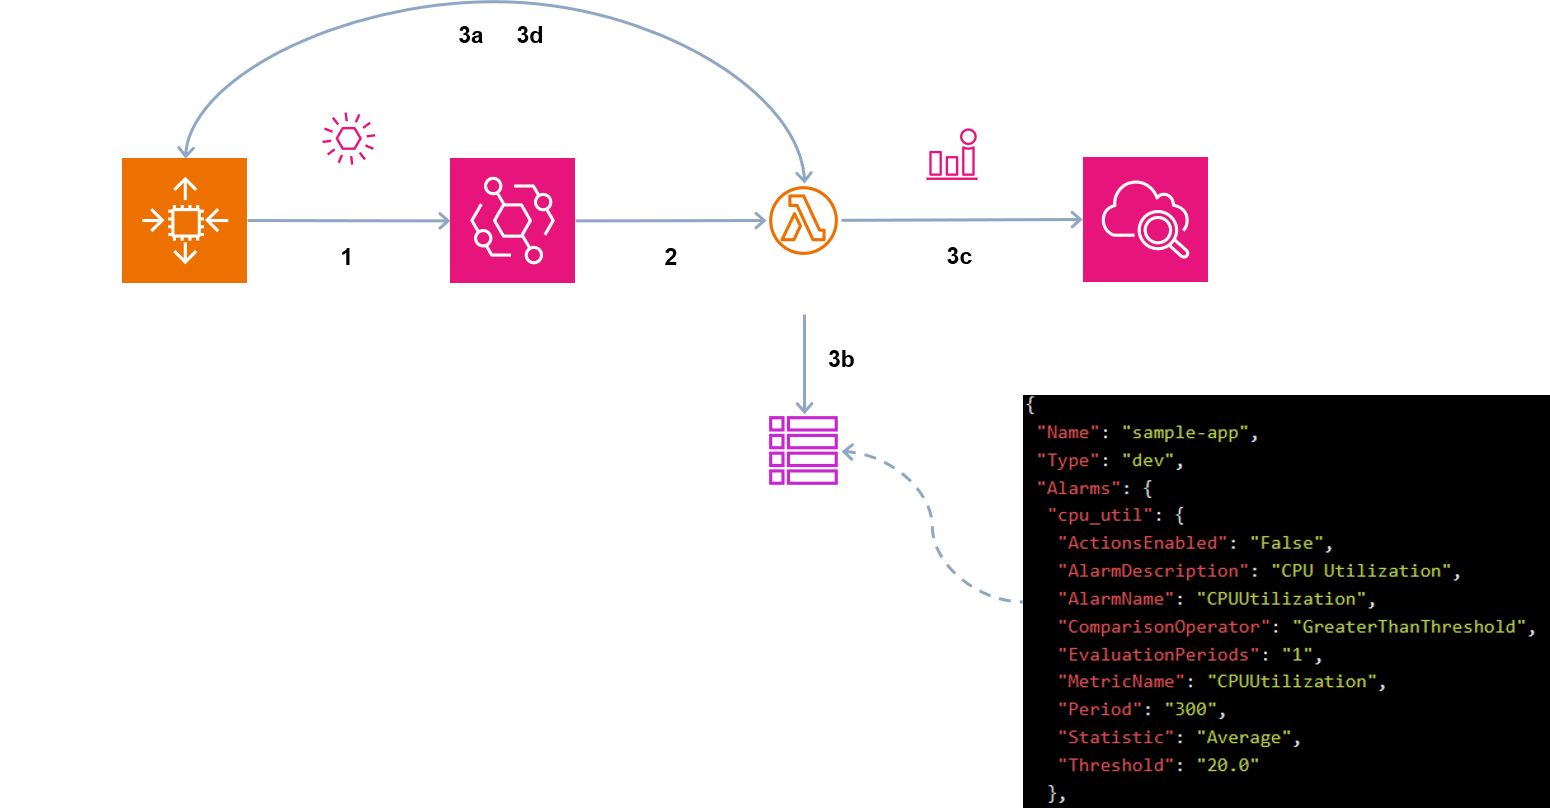 3a 3d
1
2
3c
3b
{
"Name": "sample-app",
"Type": "dev",
"Alarms": {
"cpu_util": {
"ActionsEnabled": "False",
"AlarmDescription": "CPU Utilization",
"AlarmName": "CPUUtilization",
"ComparisonOperator": "GreaterThanThreshold",
"EvaluationPeriods": "1",
"MetricName": "CPUUtilization",
"Period": "300",
"Statistic": "Average",
"Threshold": "20.0"
},